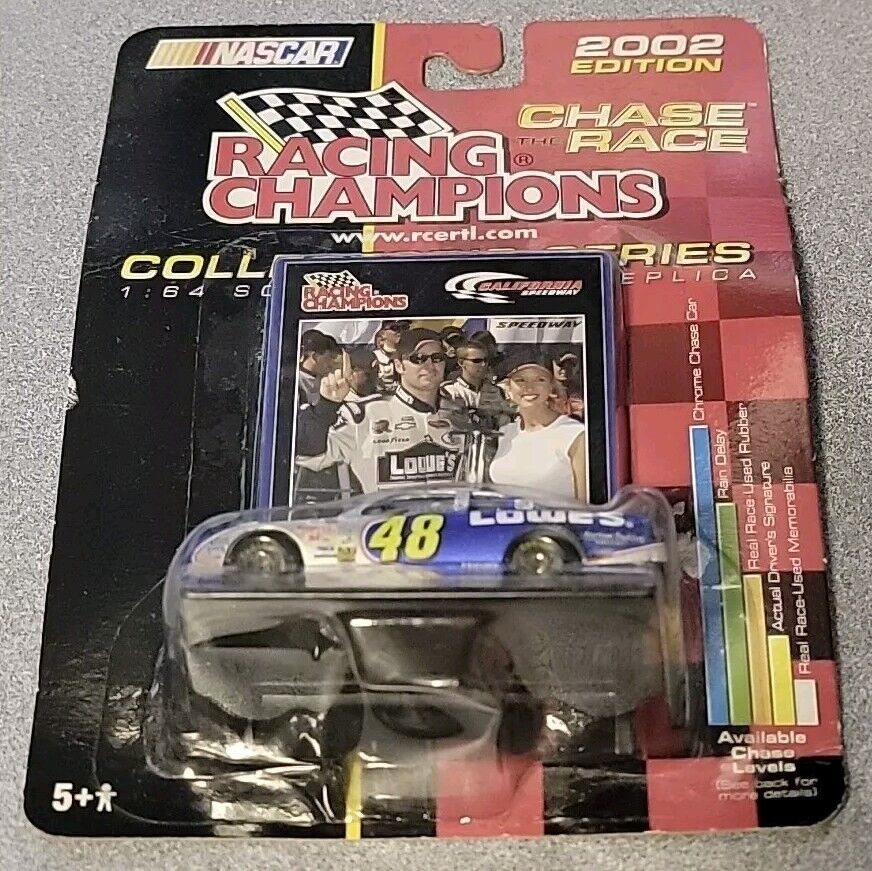 NASCAR
2002
EDITION
CHASE
THE RACE
RACING
CHAMPIONS
www.rcertl.com
SERIES
1:64
REPLICA
RACING
CHAMPIONS
CALIFORNIA
SPEEDWAY
SPEEDWAY
LOWE'S
48
LOWE'S
Chrome Chase Car
Rain Delay
Real Race-Used Rubber
Actual Driver's Signature
Real Race-Used Memorabilia
Available
Chase
Levels
(See back for
more details)
5+